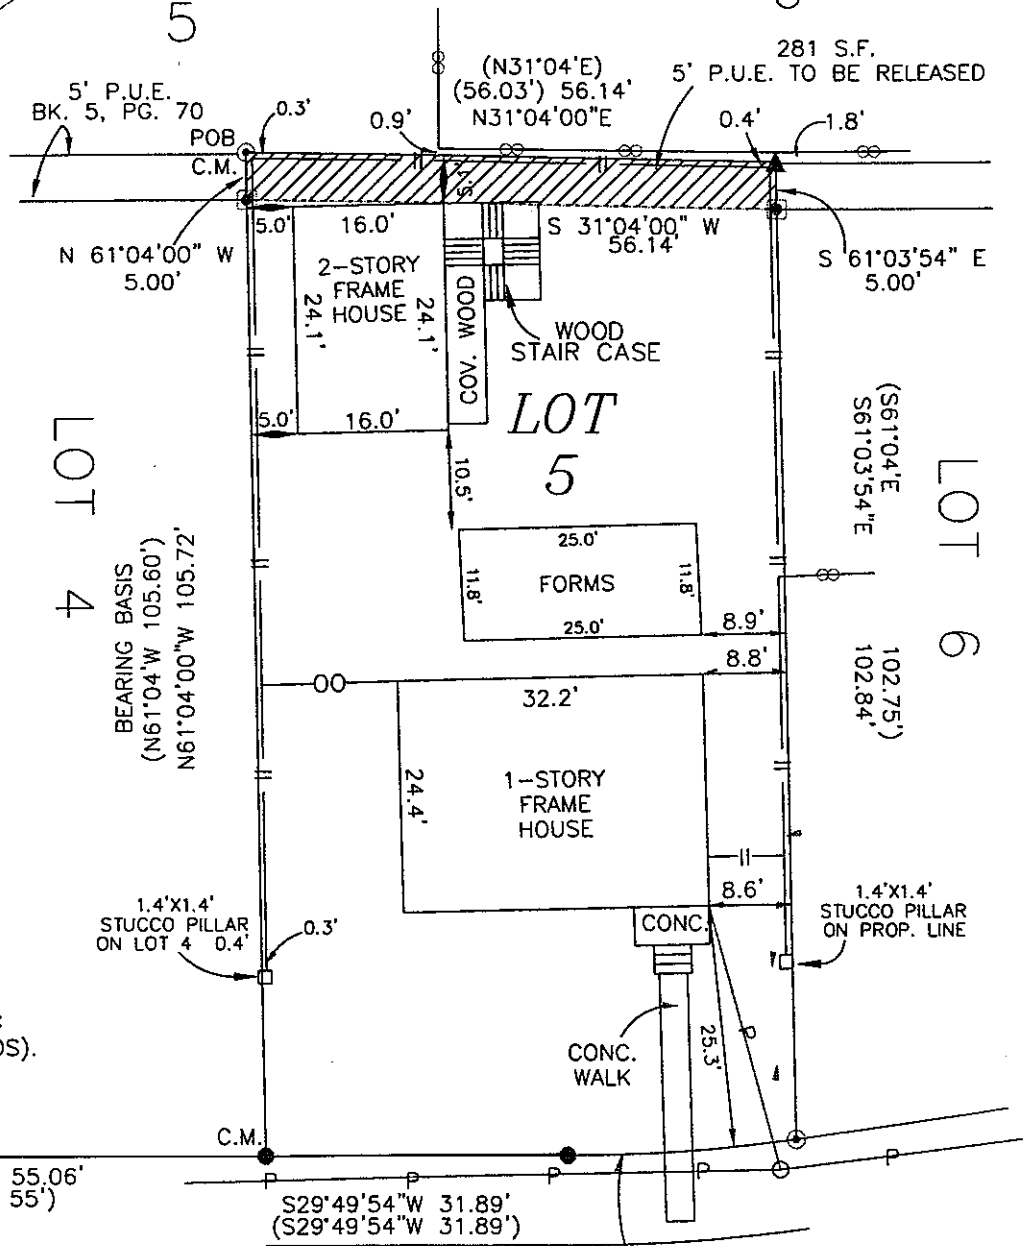 5
(N31°04'E)
(56.03') 56.14'
N31°04'00"E
281 S.F.
5' P.U.E. TO BE RELEASED
5' P.U.E.
BK. 5, PG. 70
0.3'
0.9'
0.4'
1.8'
POB
C.M.
5.1'
5.0'
16.0'
S 31°04'00" W
56.14'
N 61°04'00" W
5.00'
S 61°03'54" E
5.00'
2-STORY
FRAME
HOUSE
24.1'
24.1'
COV. WOOD
WOOD
STAIR CASE
5.0'
16.0'
LOT
5
10.5'
LOT 4
BEARING BASIS
(N61°04'W 105.60')
N61°04'00"W 105.72'
(S61°04'E 102.75')
S61°03'54"E 102.84'
LOT 6
25.0'
11.8'
FORMS
11.8'
25.0'
8.9'
8.8'
32.2'
24.4'
1-STORY
FRAME
HOUSE
8.6'
1.4'X1.4'
STUCCO PILLAR
ON LOT 4 0.4'
0.3'
CONC.
1.4'X1.4'
STUCCO PILLAR
ON PROP. LINE
CONC.
WALK
25.3'
P
OS).
C.M.
55.06'
55')
P P P P P
S29°49'54"W 31.89'
(S29°49'54"W 31.89')